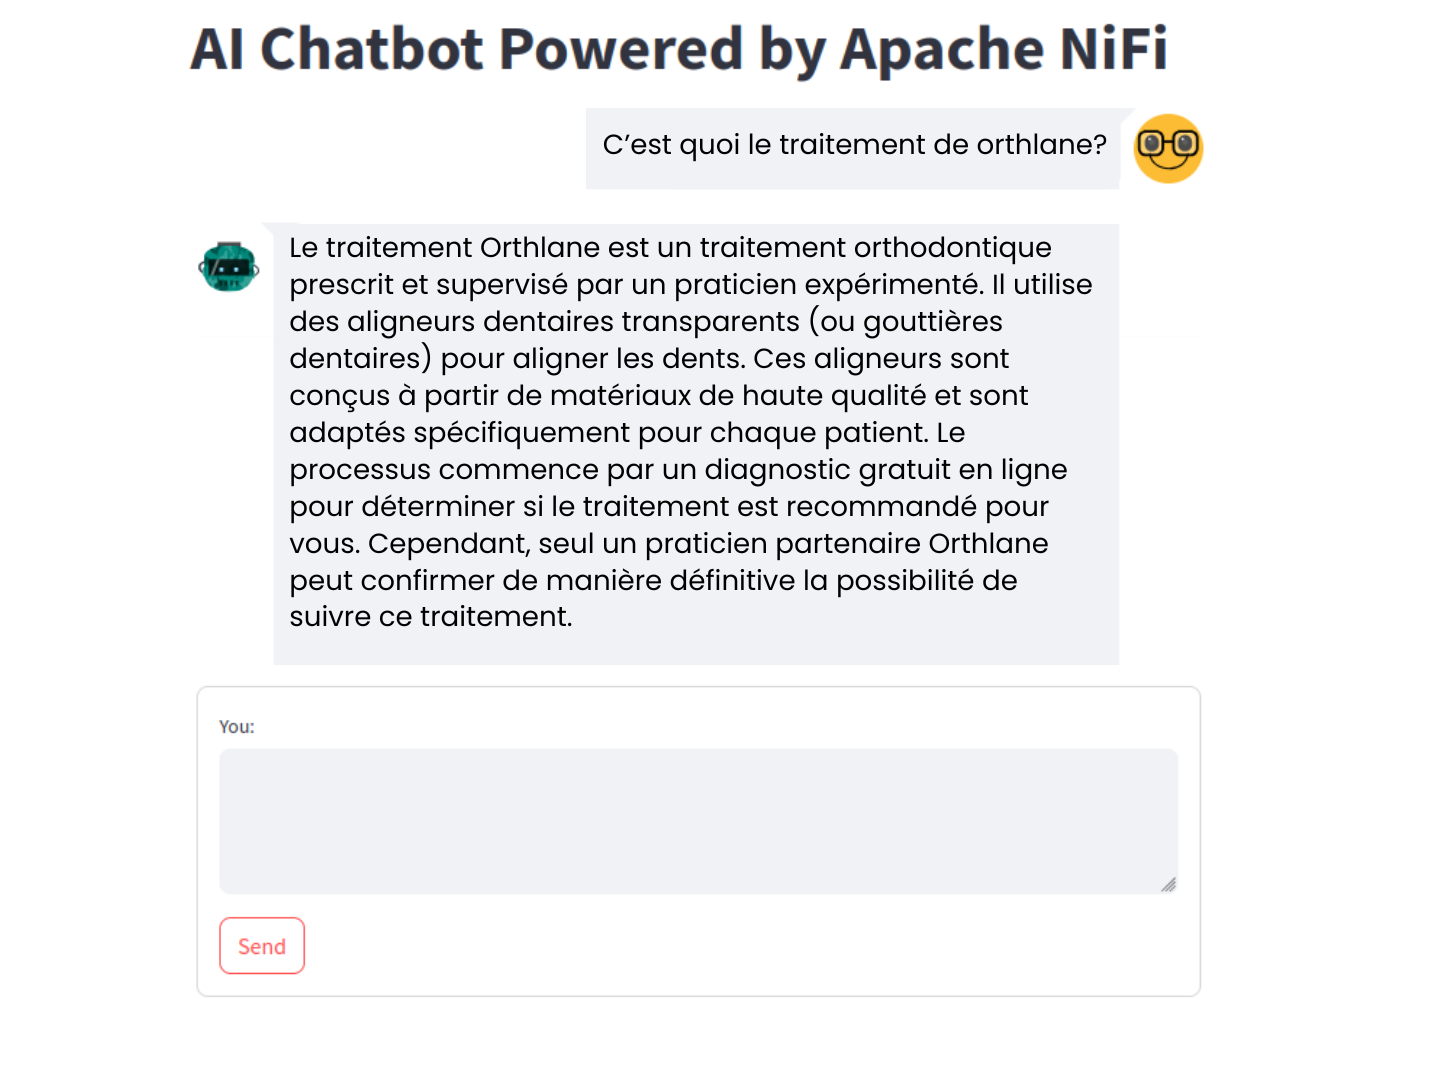 AI Chatbot Powered by Apache NiFi
C’est quoi le traitement de orthlane?
Le traitement Orthlane est un traitement orthodontique
prescrit et supervisé par un praticien expérimenté. Il utilise
des aligneurs dentaires transparents (ou gouttières
dentaires) pour aligner les dents. Ces aligneurs sont
conçus à partir de matériaux de haute qualité et sont
adaptés spécifiquement pour chaque patient. Le
processus commence par un diagnostic gratuit en ligne
pour déterminer si le traitement est recommandé pour
vous. Cependant, seul un praticien partenaire Orthlane
peut confirmer de manière définitive la possibilité de
suivre ce traitement.
You:
Send